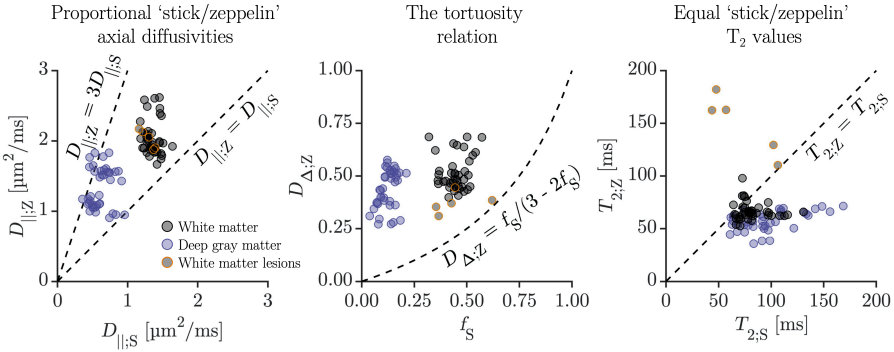 Proportional ‘stick/zeppelin’
axial diffusivities
3
2
1
0
D||;Z [µm²/ms]
D||;Z = 3D||;S
D||;Z = D||;S
White matter
Deep gray matter
White matter lesions
0 1 2 3
D||;S [µm²/ms]
The tortuosity
relation
1.00
0.75
0.50
0.25
0.00
DΔ;Z
DΔ;Z = fS/(3 - 2fS)
0.00 0.25 0.50 0.75 1.00
fS
Equal ‘stick/zeppelin’
T2 values
200
150
100
50
0
T2;Z [ms]
T2;Z = T2;S
0 50 100 150 200
T2;S [ms]